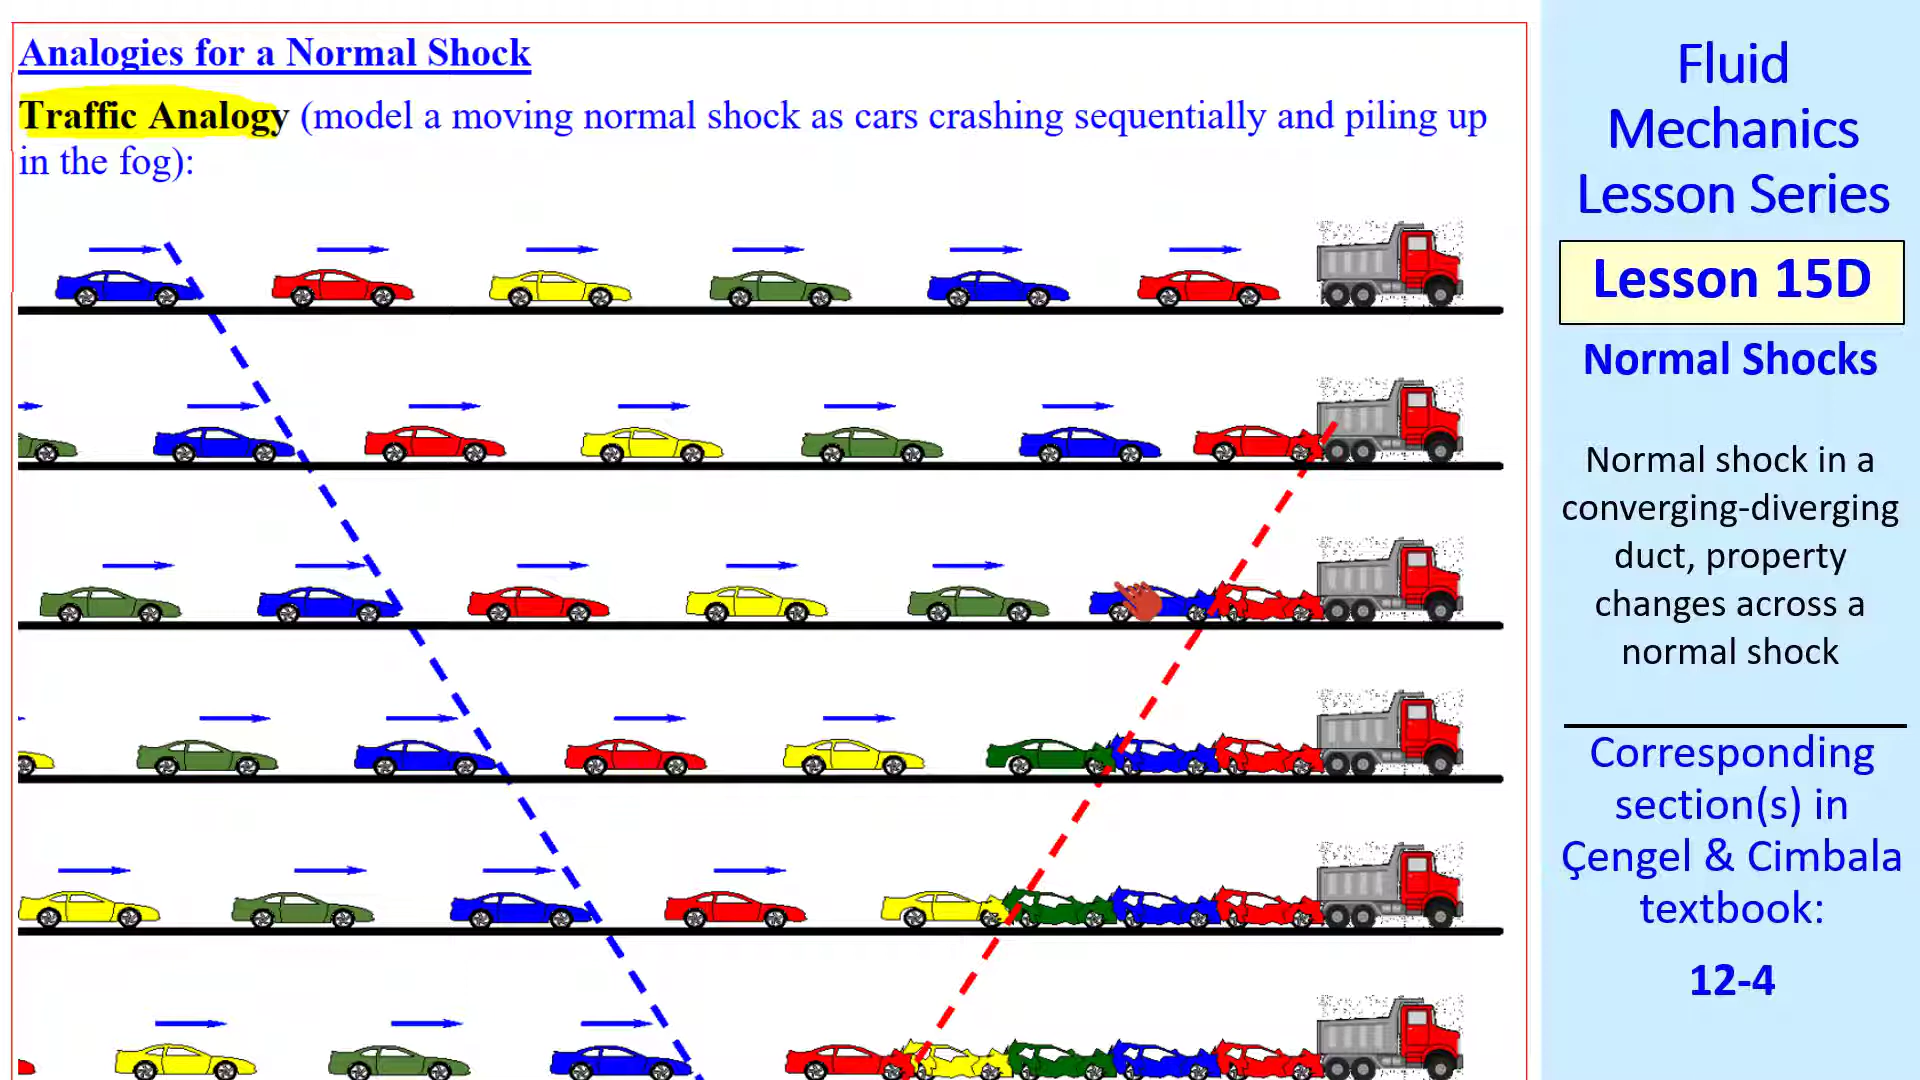 Analogies for a Normal Shock
Traffic Analogy (model a moving normal shock as cars crashing sequentially and piling up
in the fog):
Fluid
Mechanics
Lesson Series
Lesson 15D
Normal Shocks
Normal shock in a
converging-diverging
duct, property
changes across a
normal shock
Corresponding
section(s) in
Çengel & Cimbala
textbook:
12-4